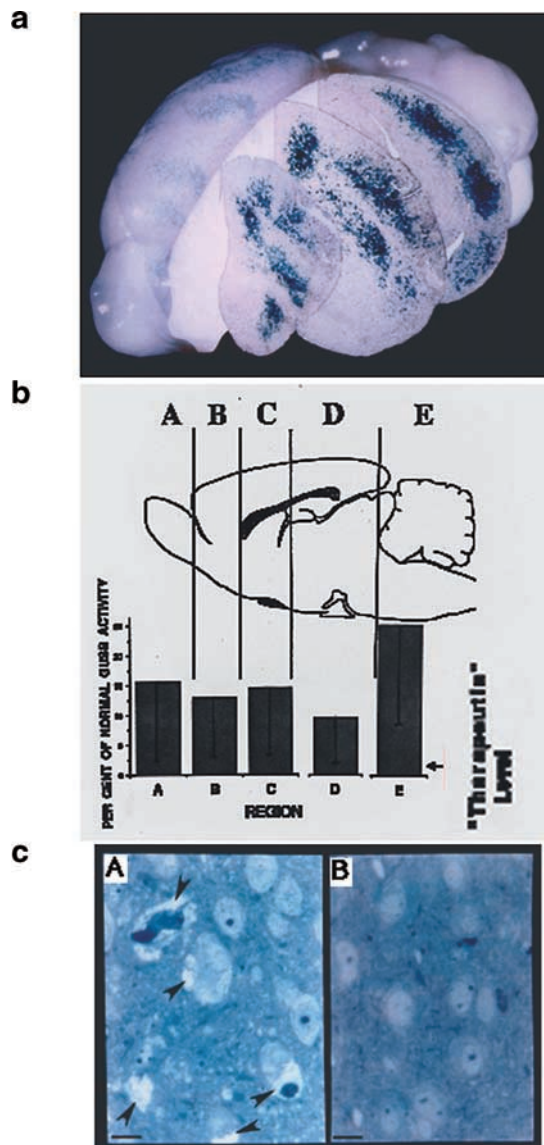 a
b
A B C D E
PER CENT OF NORMAL GUSB ACTIVITY
A B C D E
REGION
"Therapeutic"
Level
c
A B